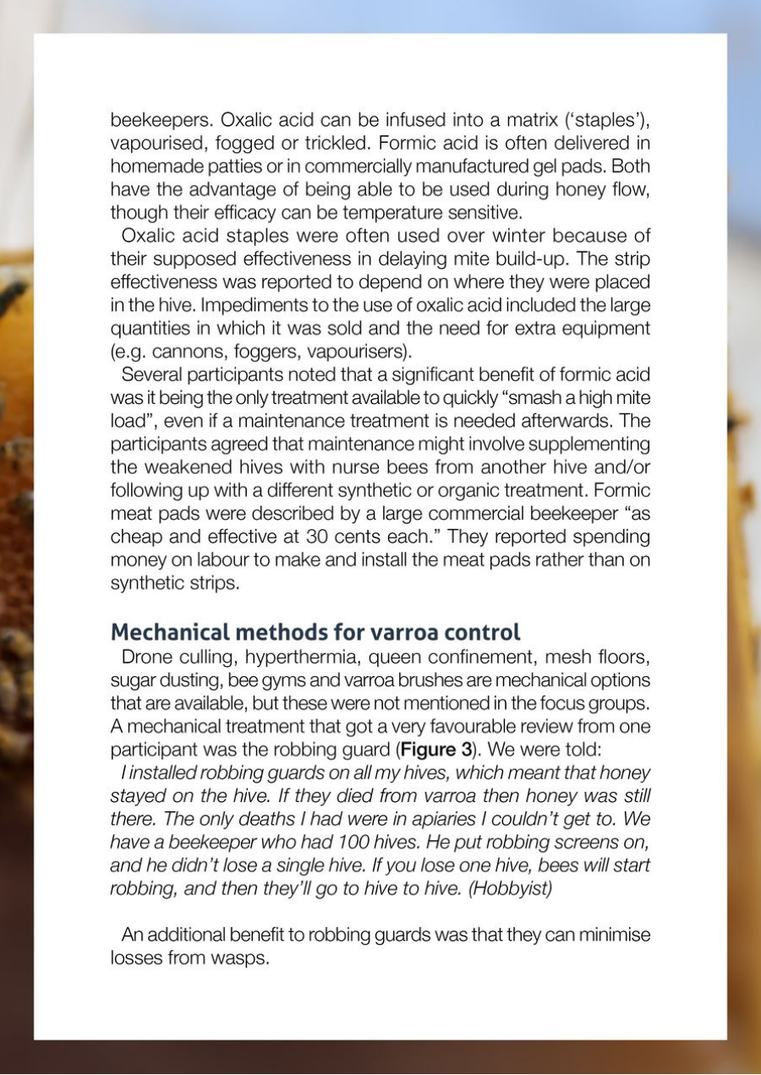 beekeepers. Oxalic acid can be infused into a matrix (‘staples’),
vapourised, fogged or trickled. Formic acid is often delivered in
homemade patties or in commercially manufactured gel pads. Both
have the advantage of being able to be used during honey flow,
though their efficacy can be temperature sensitive.
Oxalic acid staples were often used over winter because of
their supposed effectiveness in delaying mite build-up. The strip
effectiveness was reported to depend on where they were placed
in the hive. Impediments to the use of oxalic acid included the large
quantities in which it was sold and the need for extra equipment
(e.g. cannons, foggers, vapourisers).
Several participants noted that a significant benefit of formic acid
was it being the only treatment available to quickly “smash a high mite
load”, even if a maintenance treatment is needed afterwards. The
participants agreed that maintenance might involve supplementing
the weakened hives with nurse bees from another hive and/or
following up with a different synthetic or organic treatment. Formic
meat pads were described by a large commercial beekeeper “as
cheap and effective at 30 cents each.” They reported spending
money on labour to make and install the meat pads rather than on
synthetic strips.
Mechanical methods for varroa control
Drone culling, hyperthermia, queen confinement, mesh floors,
sugar dusting, bee gyms and varroa brushes are mechanical options
that are available, but these were not mentioned in the focus groups.
A mechanical treatment that got a very favourable review from one
participant was the robbing guard (Figure 3). We were told:
I installed robbing guards on all my hives, which meant that honey
stayed on the hive. If they died from varroa then honey was still
there. The only deaths I had were in apiaries I couldn’t get to. We
have a beekeeper who had 100 hives. He put robbing screens on,
and he didn’t lose a single hive. If you lose one hive, bees will start
robbing, and then they’ll go to hive to hive. (Hobbyist)
An additional benefit to robbing guards was that they can minimise
losses from wasps.